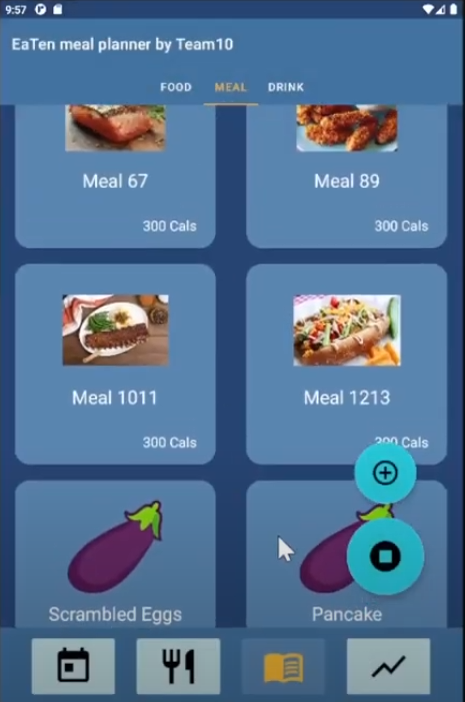 9:57
EaTen meal planner by Team10
FOOD MEAL DRINK
Meal 67 Meal 89
300 Cals 300 Cals
Meal 1011 Meal 1213
300 Cals 300 Cals
Scrambled Eggs Pancake